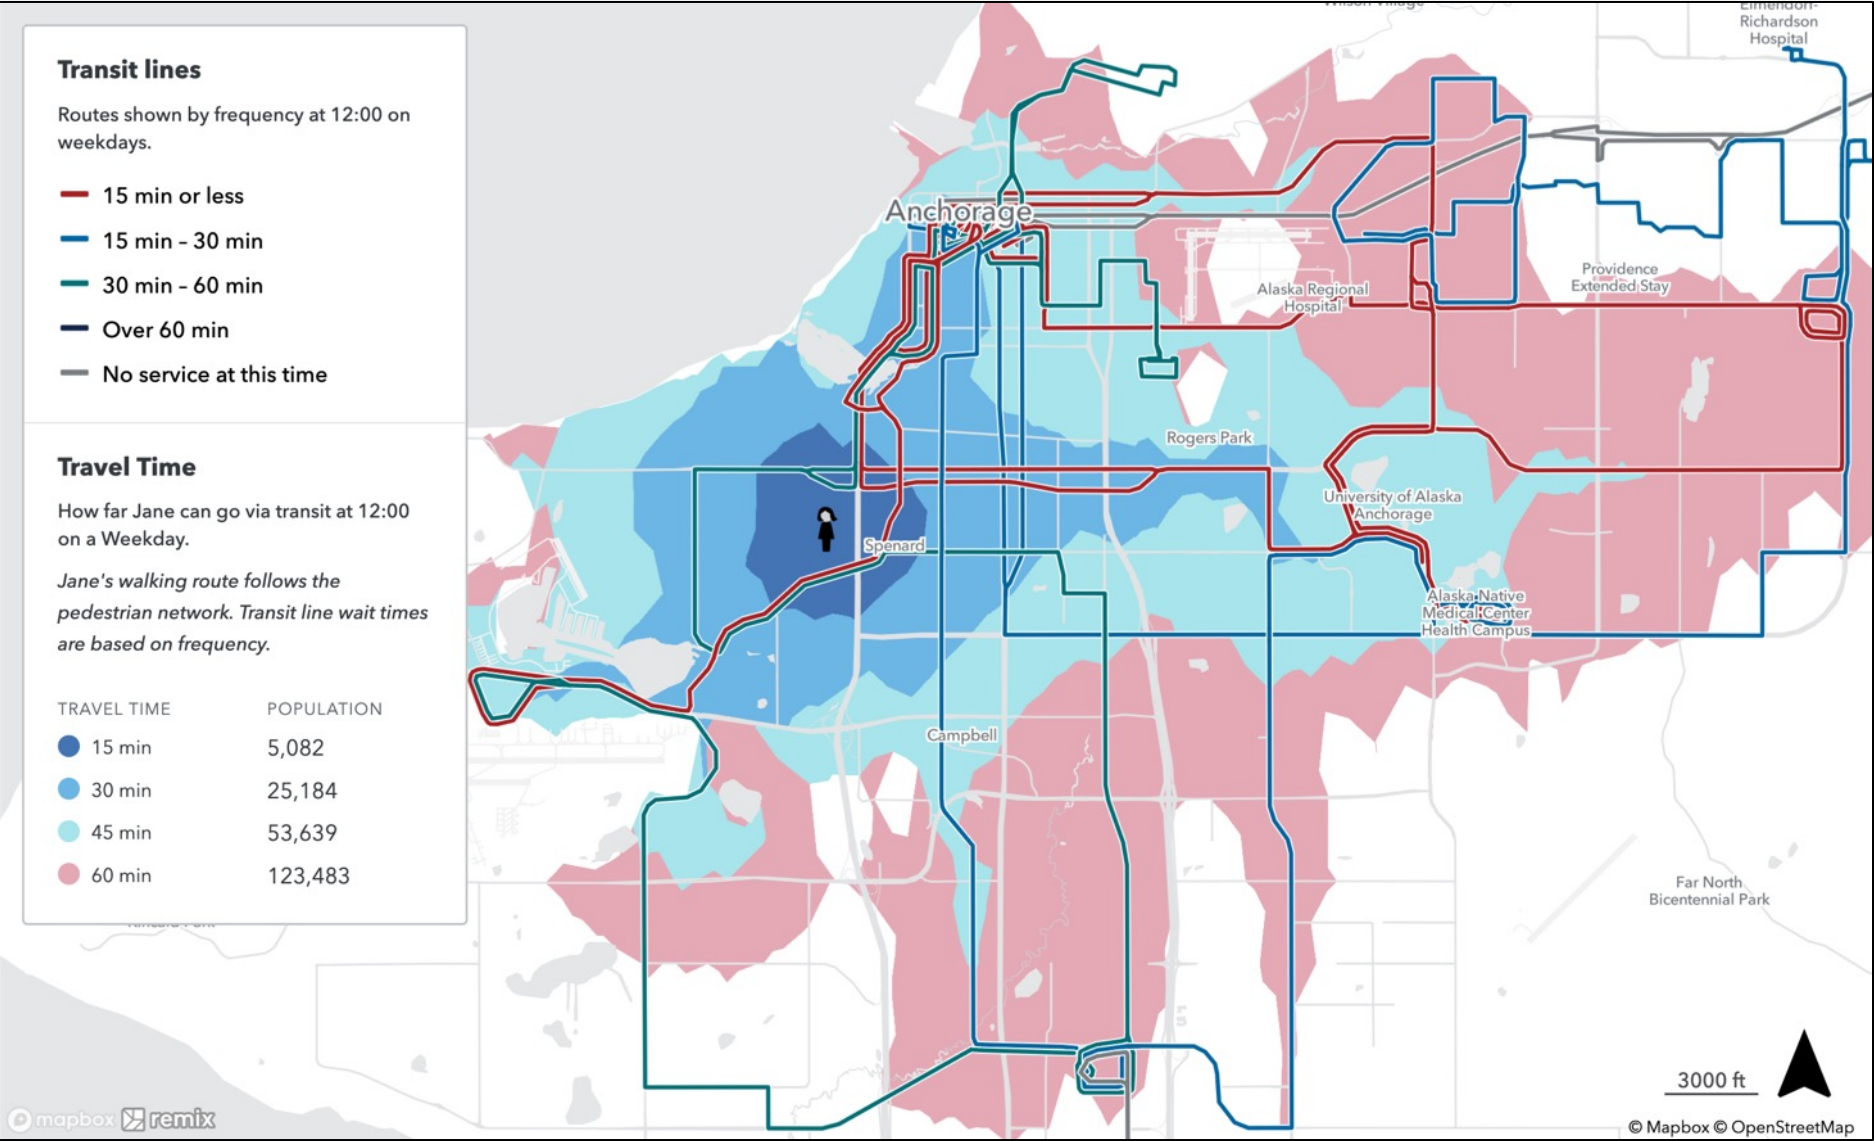 Transit lines
Routes shown by frequency at 12:00 on
weekdays.
15 min or less
15 min – 30 min
30 min – 60 min
Over 60 min
No service at this time
Travel Time
How far Jane can go via transit at 12:00
on a Weekday.
Jane's walking route follows the
pedestrian network. Transit line wait times
are based on frequency.
TRAVEL TIME POPULATION
15 min 5,082
30 min 25,184
45 min 53,639
60 min 123,483
mapbox remix
Elmendorf-
Richardson
Hospital
Anchorage
Alaska Regional
Hospital
Providence
Extended Stay
Rogers Park
University of Alaska
Anchorage
Spenard
Alaska Native
Medical Center
Health Campus
Campbell
Far North
Bicentennial Park
3000 ft
© Mapbox © OpenStreetMap